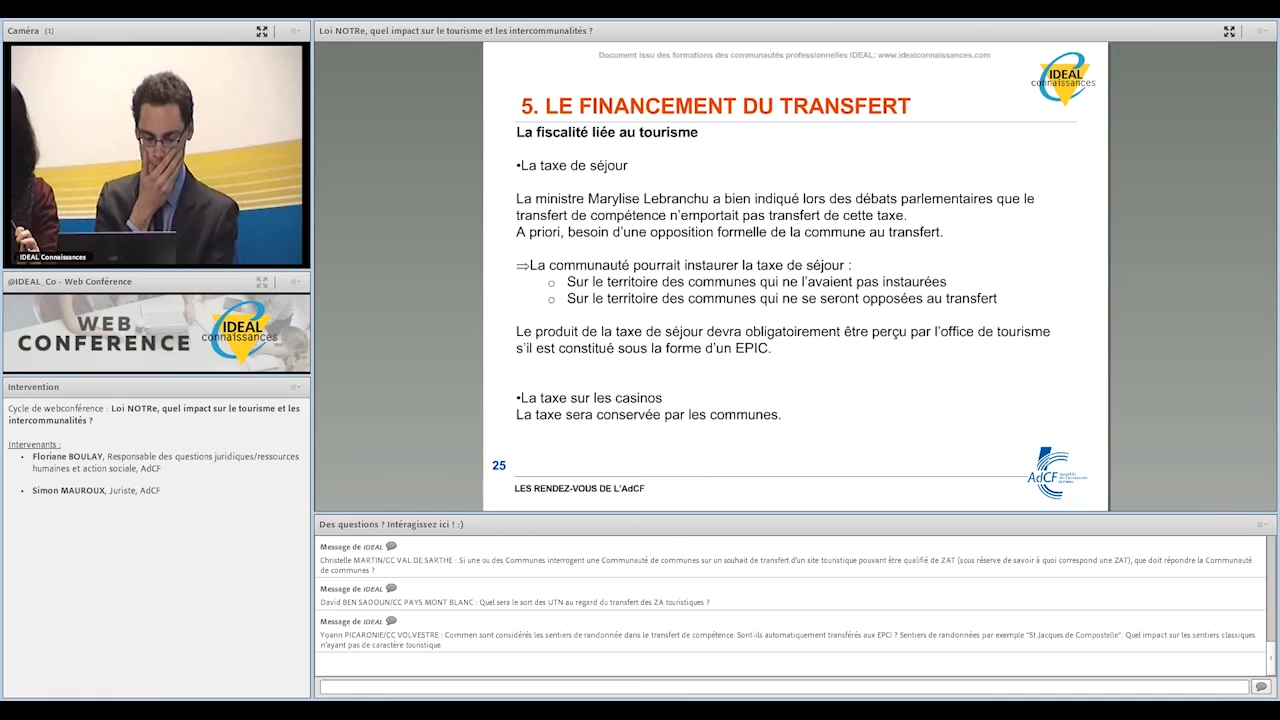 Caméra (1)
IDEAL Connaissances
@IDEAL_Co - Web Conférence
WEB
CONFERENCE
IDEAL
connaissances
Intervention
Cycle de webconférence : Loi NOTRe, quel impact sur le tourisme et les
intercommunalités ?
Intervenants :
• Floriane BOULAY, Responsable des questions juridiques/ressources
humaines et action sociale, AdCF
• Simon MAUROUX, Juriste, AdCF
Loi NOTRe, quel impact sur le tourisme et les intercommunalités ?
Document issu des formations des communautés professionnelles IDEAL: www.idealconnaissances.com
IDEAL
connaissances
5. LE FINANCEMENT DU TRANSFERT
La fiscalité liée au tourisme
•La taxe de séjour
La ministre Marylise Lebranchu a bien indiqué lors des débats parlementaires que le
transfert de compétence n’emportait pas transfert de cette taxe.
A priori, besoin d’une opposition formelle de la commune au transfert.
⇒La communauté pourrait instaurer la taxe de séjour :
o Sur le territoire des communes qui ne l’avaient pas instaurées
o Sur le territoire des communes qui ne se seront opposées au transfert
Le produit de la taxe de séjour devra obligatoirement être perçu par l’office de tourisme
s’il est constitué sous la forme d’un EPIC.
•La taxe sur les casinos
La taxe sera conservée par les communes.
25
LES RENDEZ-VOUS DE L’AdCF
AdCF
Des questions ? Intéragissez ici ! :)
Message de IDEAL
Christelle MARTIN/CC VAL DE SARTHE : Si une ou des Communes interrogent une Communauté de communes sur un souhait de transfert d'un site touristique pouvant être qualifié de ZAT (sous réserve de savoir à quoi correspond une ZAT), que doit répondre la Communauté
de communes ?
Message de IDEAL
David BEN SADOUN/CC PAYS MONT BLANC : Quel sera le sort des UTN au regard du transfert des ZA touristiques ?
Message de IDEAL
Yoann PICARONIE/CC VOLVESTRE : Commen sont considérés les sentiers de randonnée dans le transfert de compétence. Sont-ils automatiquement transférés aux EPCI ? Sentiers de randonnées par exemple "St Jacques de Compostelle". Quel impact sur les sentiers classiques
n'ayant pas de caractère touristique